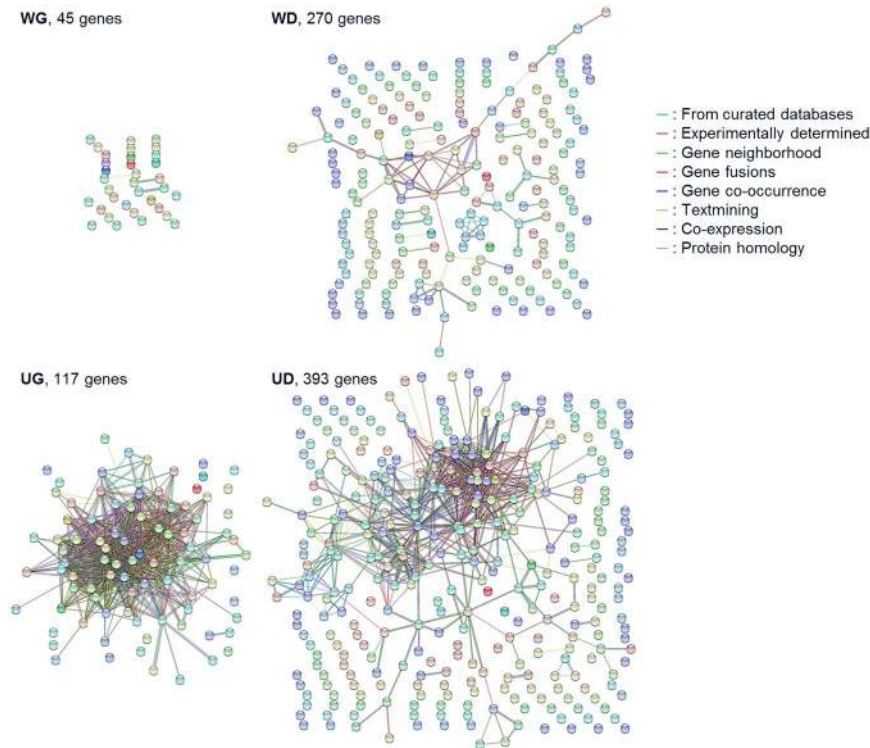 WG, 45 genes
WD, 270 genes
– : From curated databases
– : Experimentally determined
– : Gene neighborhood
– : Gene fusions
– : Gene co-occurrence
– : Textmining
– : Co-expression
– : Protein homology
UG, 117 genes
UD, 393 genes